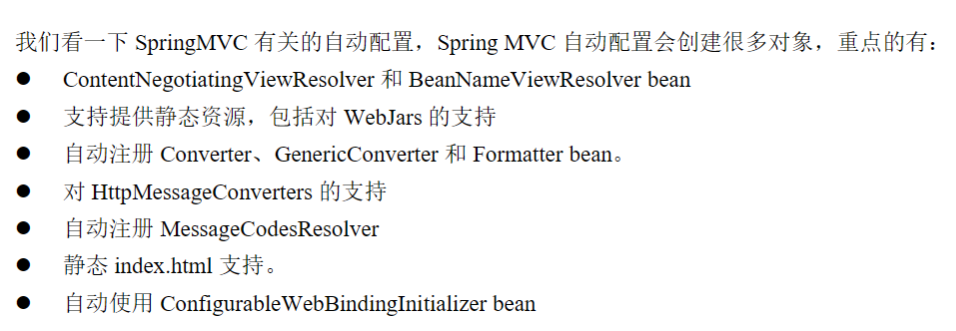 我们看一下 SpringMVC 有关的自动配置，Spring MVC 自动配置会创建很多对象，重点的有：
● ContentNegotiatingViewResolver 和 BeanNameViewResolver bean
● 支持提供静态资源，包括对 WebJars 的支持
● 自动注册 Converter、GenericConverter 和 Formatter bean。
● 对 HttpMessageConverters 的支持
● 自动注册 MessageCodesResolver
● 静态 index.html 支持。
● 自动使用 ConfigurableWebBindingInitializer bean